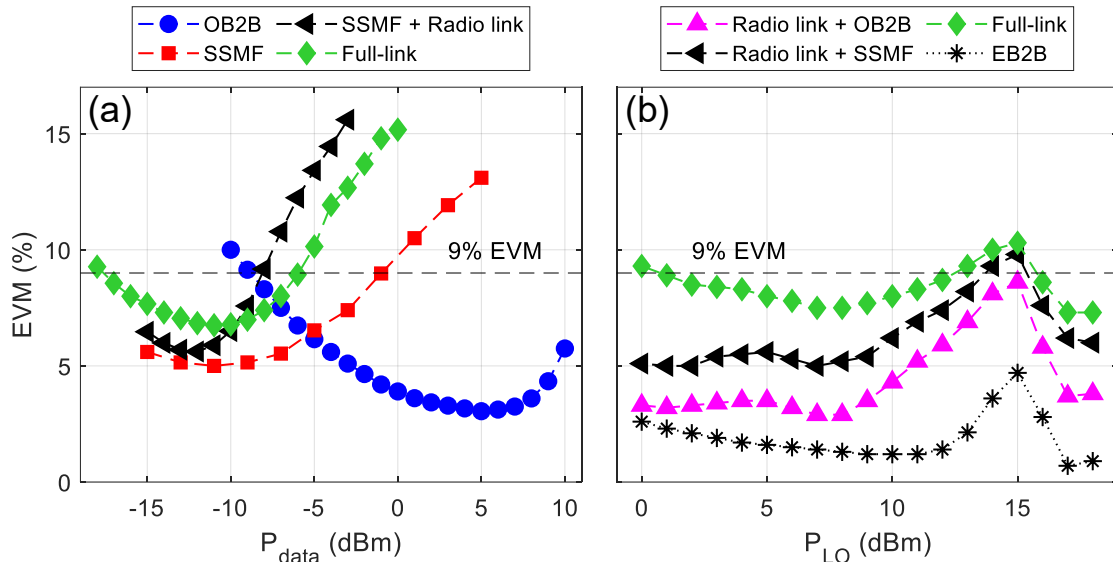 OB2B
SSMF + Radio link
SSMF
Full-link
Radio link + OB2B
Full-link
Radio link + SSMF
EB2B
(a)
9% EVM
EVM (%)
15
10
5
0
-15 -10 -5 0 5 10
P_data (dBm)
(b)
9% EVM
0 5 10 15
P_LO (dBm)